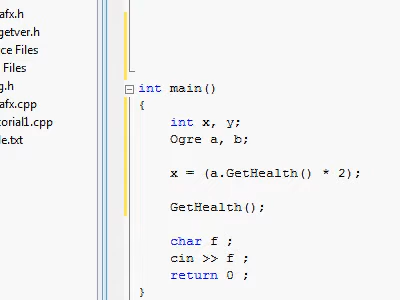 afx.h
getver.h
ce Files
Files
g.h
afx.cpp
torial1.cpp
le.txt
int main()
{
int x, y;
Ogre a, b;
x = (a.GetHealth() * 2);
GetHealth();
char f ;
cin >> f ;
return 0 ;
}